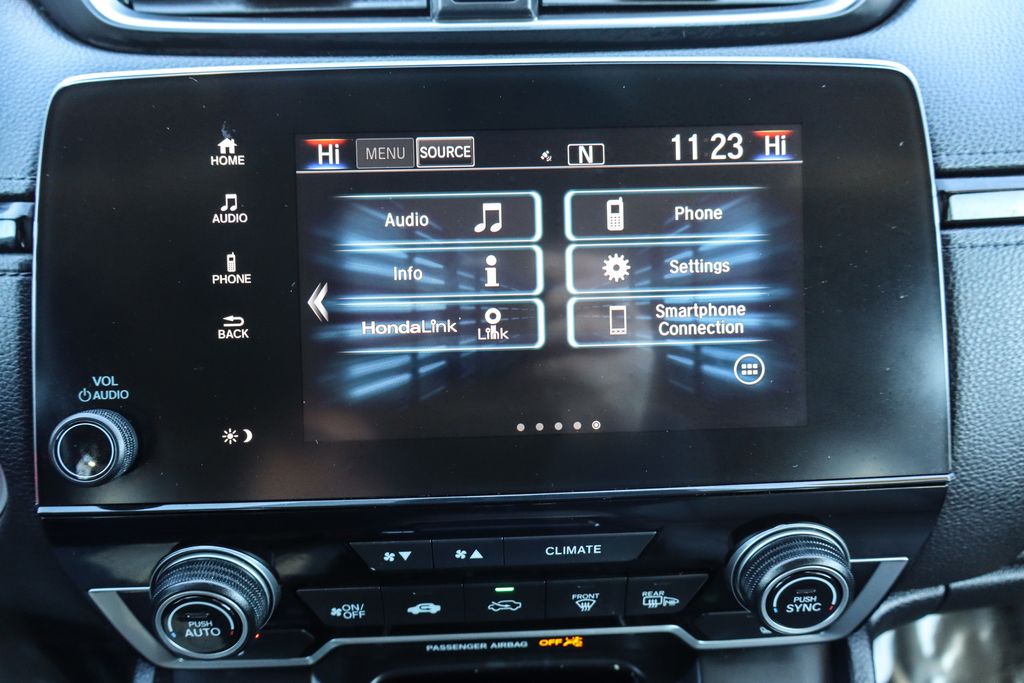 Hi MENU SOURCE N 11 23 Hi
HOME
AUDIO
PHONE
BACK
Audio
Phone
Info
Settings
HondaLink
Link
Smartphone
Connection
VOL
AUDIO
CLIMATE
PUSH
AUTO
ON/
OFF
FRONT
REAR
PUSH
SYNC
PASSENGER AIRBAG OFF